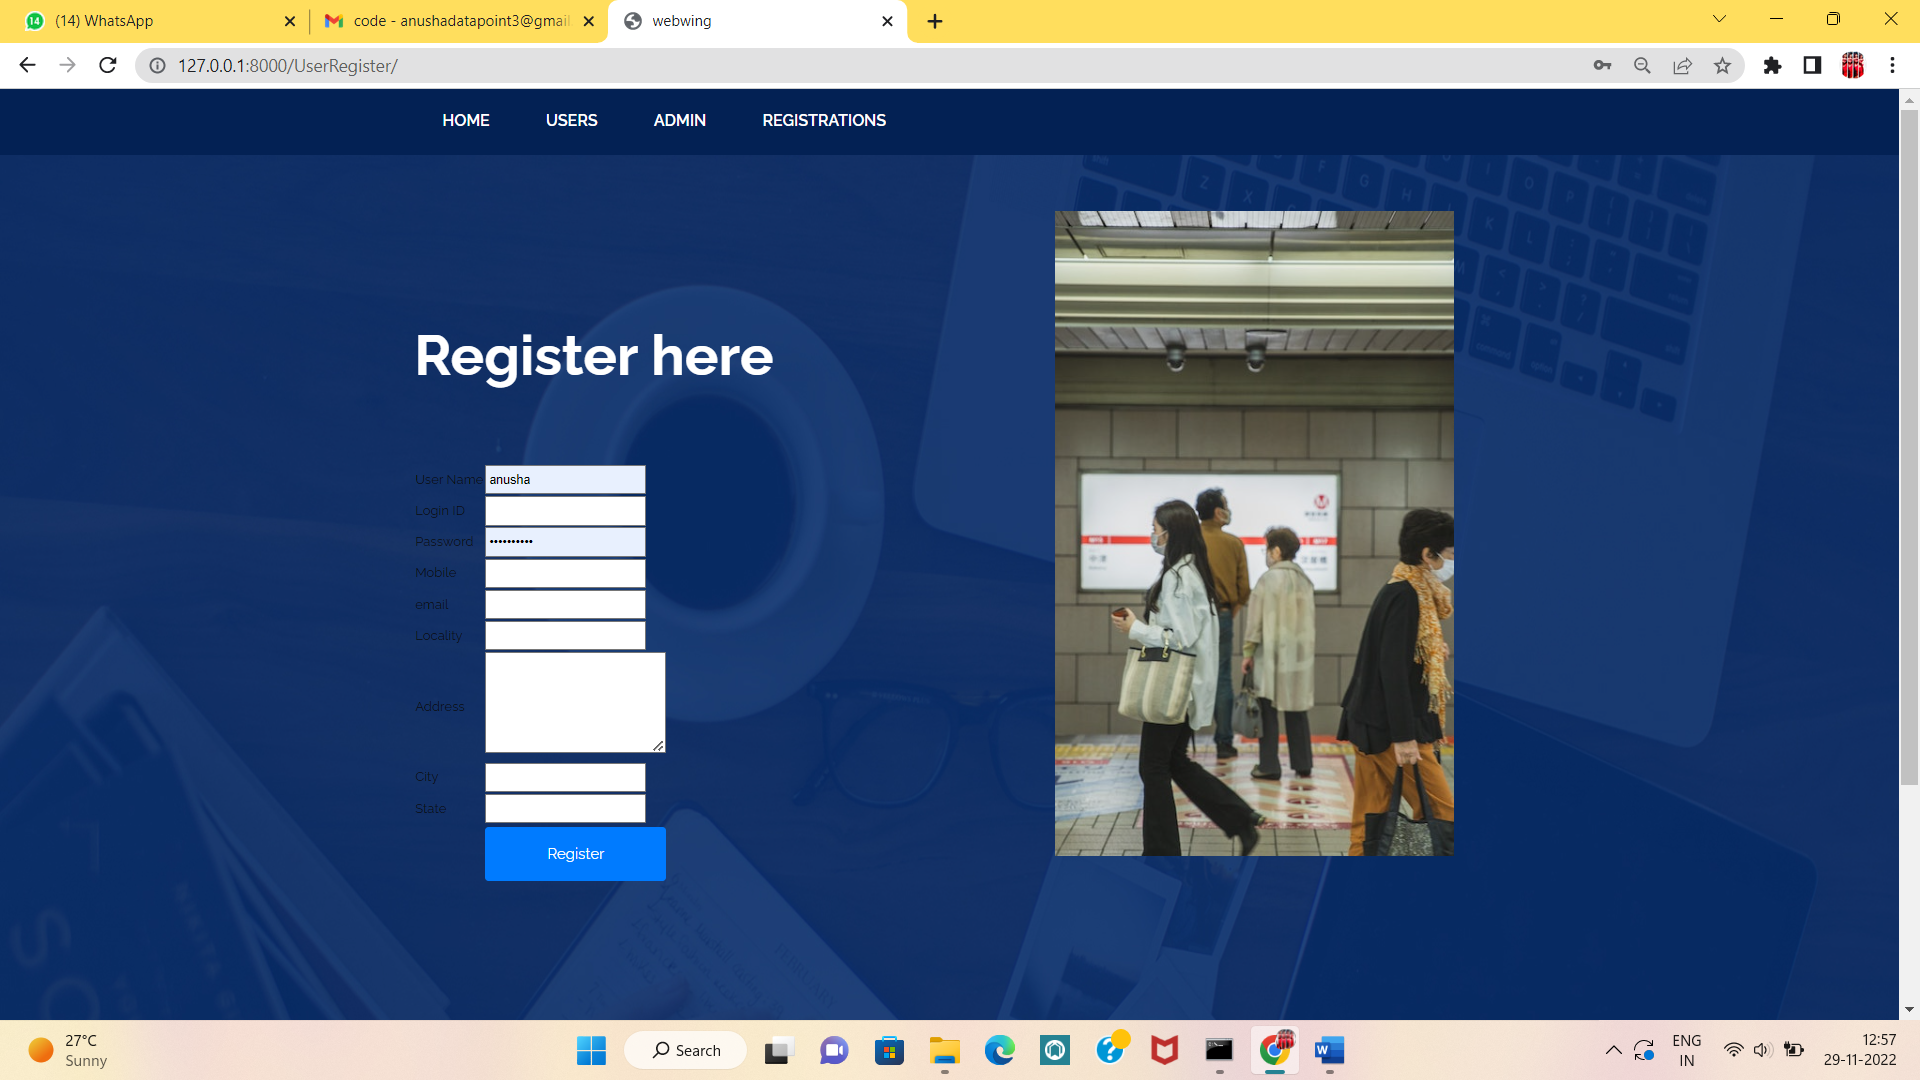 (14) WhatsApp
code - anushadatapoint3@gmail
webwing
127.0.0.1:8000/UserRegister/
HOME USERS ADMIN REGISTRATIONS
Register here
User Name anusha
Login ID
Password ••••••••••
Mobile
email
Locality
Address
City
State
Register
FEBRUARY
27°C
Sunny
Search
ENG
IN
12:57
29-11-2022